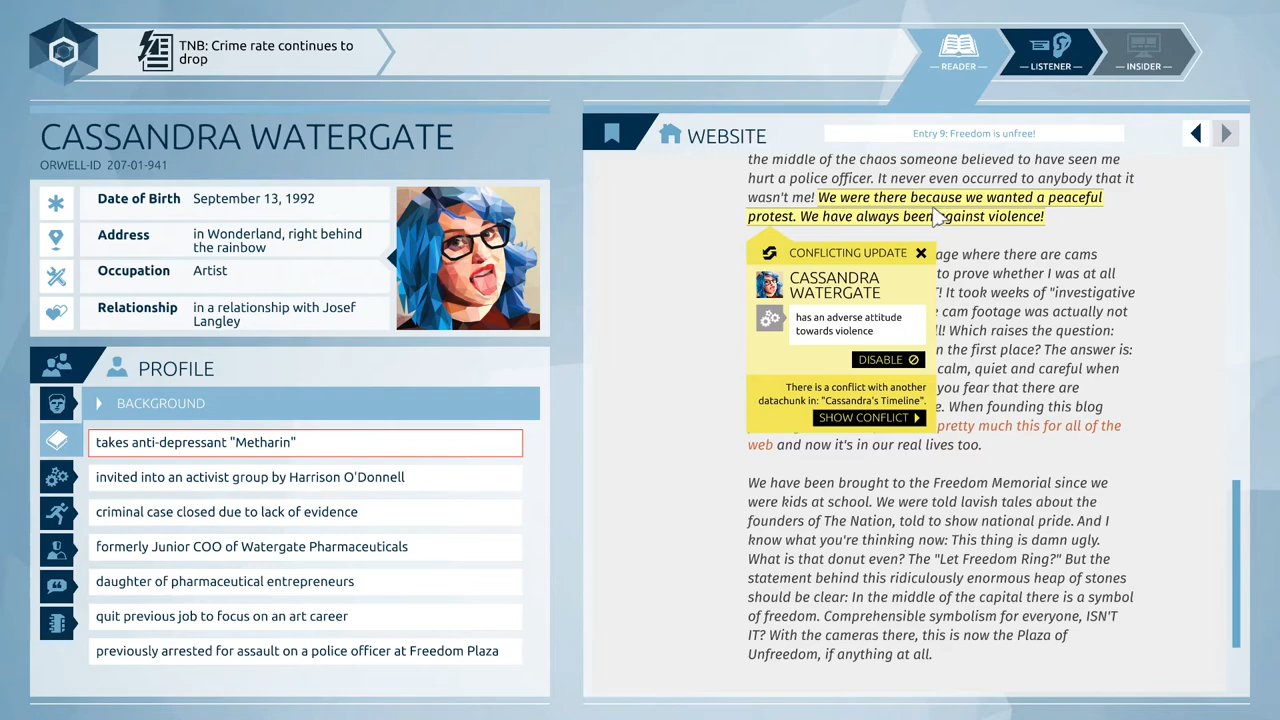 TNB: Crime rate continues to
drop
— READER —
— LISTENER —
— INSIDER —
CASSANDRA WATERGATE
ORWELL-ID 207-01-941
Date of Birth September 13, 1992
Address in Wonderland, right behind
the rainbow
Occupation Artist
Relationship in a relationship with Josef
Langley
PROFILE
BACKGROUND
takes anti-depressant "Metharin"
invited into an activist group by Harrison O'Donnell
criminal case closed due to lack of evidence
formerly Junior COO of Watergate Pharmaceuticals
daughter of pharmaceutical entrepreneurs
quit previous job to focus on an art career
previously arrested for assault on a police officer at Freedom Plaza
WEBSITE
Entry 9: Freedom is unfree!
the middle of the chaos someone believed to have seen me
hurt a police officer. It never even occurred to anybody that it
wasn't me! We were there because we wanted a peaceful
protest. We have always been against violence!
CONFLICTING UPDATE
CASSANDRA
WATERGATE
has an adverse attitude
towards violence
DISABLE
There is a conflict with another
datachunk in: "Cassandra's Timeline".
SHOW CONFLICT
age where there are cams
to prove whether I was at all
! It took weeks of "investigative
cam footage was actually not
! Which raises the question:
n the first place? The answer is:
calm, quiet and careful when
you fear that there are
. When founding this blog
pretty much this for all of the
web and now it's in our real lives too.
We have been brought to the Freedom Memorial since we
were kids at school. We were told lavish tales about the
founders of The Nation, told to show national pride. And I
know what you're thinking now: This thing is damn ugly.
What is that donut even? The "Let Freedom Ring?" But the
statement behind this ridiculously enormous heap of stones
should be clear: In the middle of the capital there is a symbol
of freedom. Comprehensible symbolism for everyone, ISN'T
IT? With the cameras there, this is now the Plaza of
Unfreedom, if anything at all.